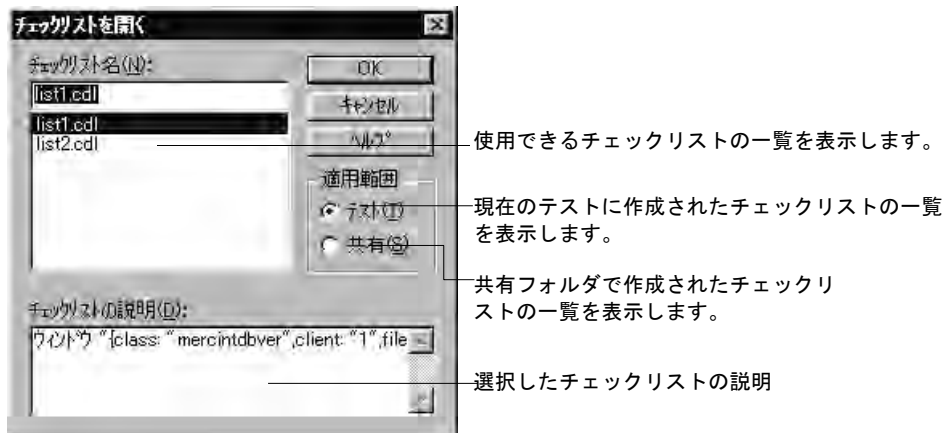 チェックリストを開く
チェックリスト名(N):
list1.cdl
list1.cdl
list2.cdl
OK
キャンセル
ヘルプ
適用範囲
テスト(T)
共有(S)
チェックリストの説明(D):
ウィンドウ "{class: "mercintdbver",client: "1",file
使用できるチェックリストの一覧を表示します。
現在のテストに作成されたチェックリストの一覧
を表示します。
共有フォルダで作成されたチェックリ
ストの一覧を表示します。
選択したチェックリストの説明